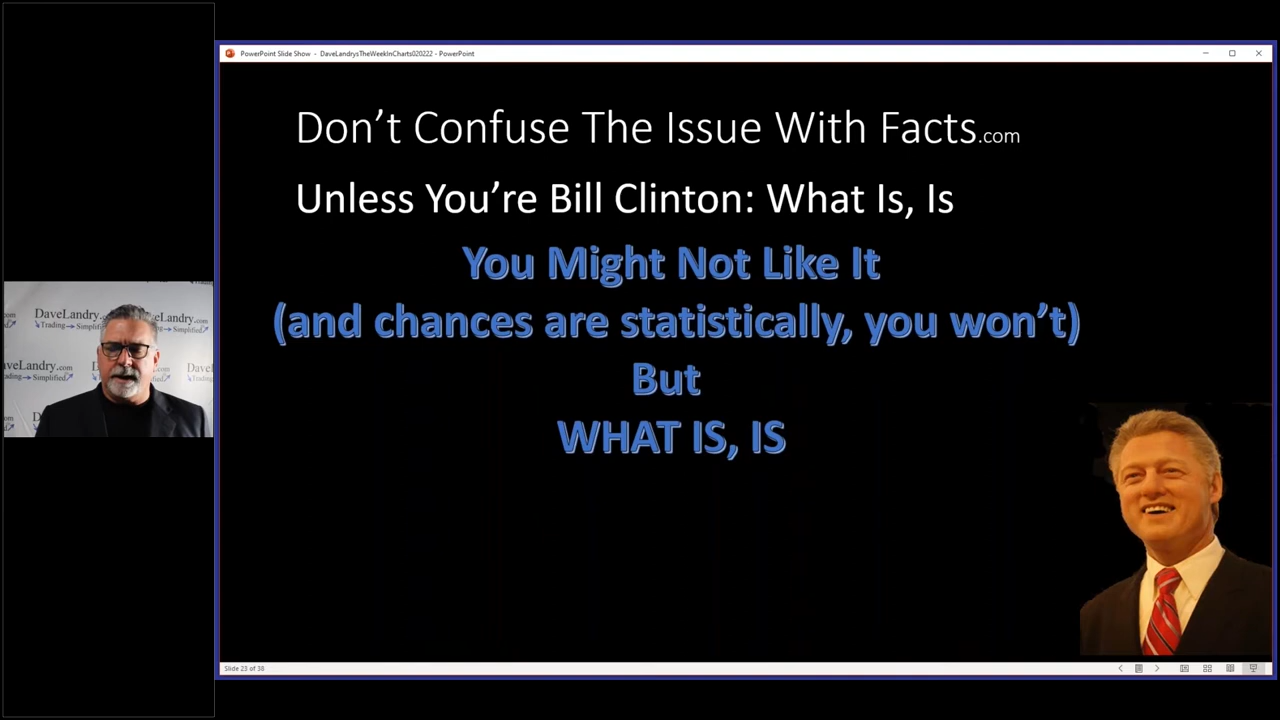 PowerPoint Slide Show - DaveLandrysTheWeekInCharts020222 - PowerPoint
Don't Confuse The Issue With Facts.com
Unless You're Bill Clinton: What Is, Is
You Might Not Like It
(and chances are statistically, you won't)
But
WHAT IS, IS
DaveLandry.com
Trading Simplified
Slide 23 of 36